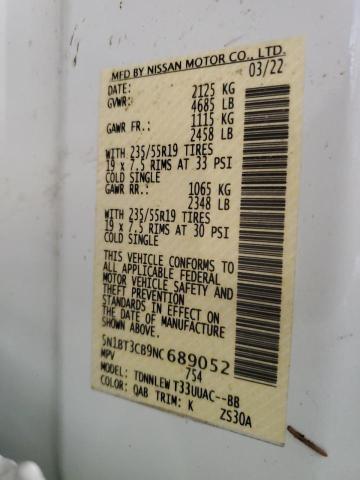 MFD BY NISSAN MOTOR CO., LTD.
DATE: 03/22
GVWR: 2125 KG
4685 LB
GAWR FR.: 1115 KG
2458 LB
WITH 235/55R19 TIRES
19 x 7.5 RIMS AT 33 PSI
COLD SINGLE
GAWR RR.: 1065 KG
2348 LB
WITH 235/55R19 TIRES
19 x 7.5 RIMS AT 30 PSI
COLD SINGLE
THIS VEHICLE CONFORMS TO
ALL APPLICABLE FEDERAL
MOTOR VEHICLE SAFETY AND
THEFT PREVENTION
STANDARDS IN EFFECT ON
THE DATE OF MANUFACTURE
SHOWN ABOVE.
5N1BT3CB9NC689052
MPV 754
MODEL: TDNNLEW T33UUAC--BB
COLOR: QAB TRIM: K ZS30A